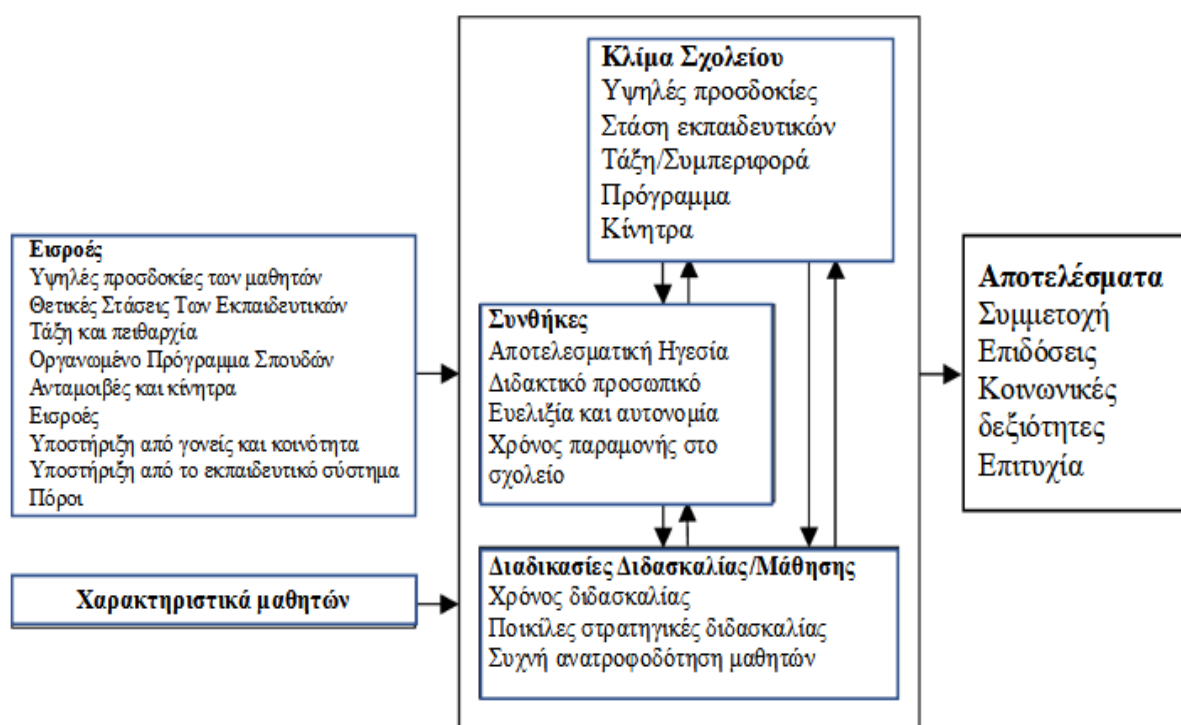 Εισροές
Υψηλές προσδοκίες των μαθητών
Θετικές Στάσεις Των Εκπαιδευτικών
Τάξη και πειθαρχία
Οργανωμένο Πρόγραμμα Σπουδών
Ανταμοιβές και κίνητρα
Εισροές
Υποστήριξη από γονείς και κοινότητα
Υποστήριξη από το εκπαιδευτικό σύστημα
Πόροι
Χαρακτηριστικά μαθητών
Κλίμα Σχολείου
Υψηλές προσδοκίες
Στάση εκπαιδευτικών
Τάξη/Συμπεριφορά
Πρόγραμμα
Κίνητρα
Συνθήκες
Αποτελεσματική Ηγεσία
Διδακτικό προσωπικό
Ευελιξία και αυτονομία
Χρόνος παραμονής στο
σχολείο
Διαδικασίες Διδασκαλίας/Μάθησης
Χρόνος διδασκαλίας
Ποικίλες στρατηγικές διδασκαλίας
Συχνή ανατροφοδότηση μαθητών
Αποτελέσματα
Συμμετοχή
Επιδόσεις
Κοινωνικές
δεξιότητες
Επιτυχία